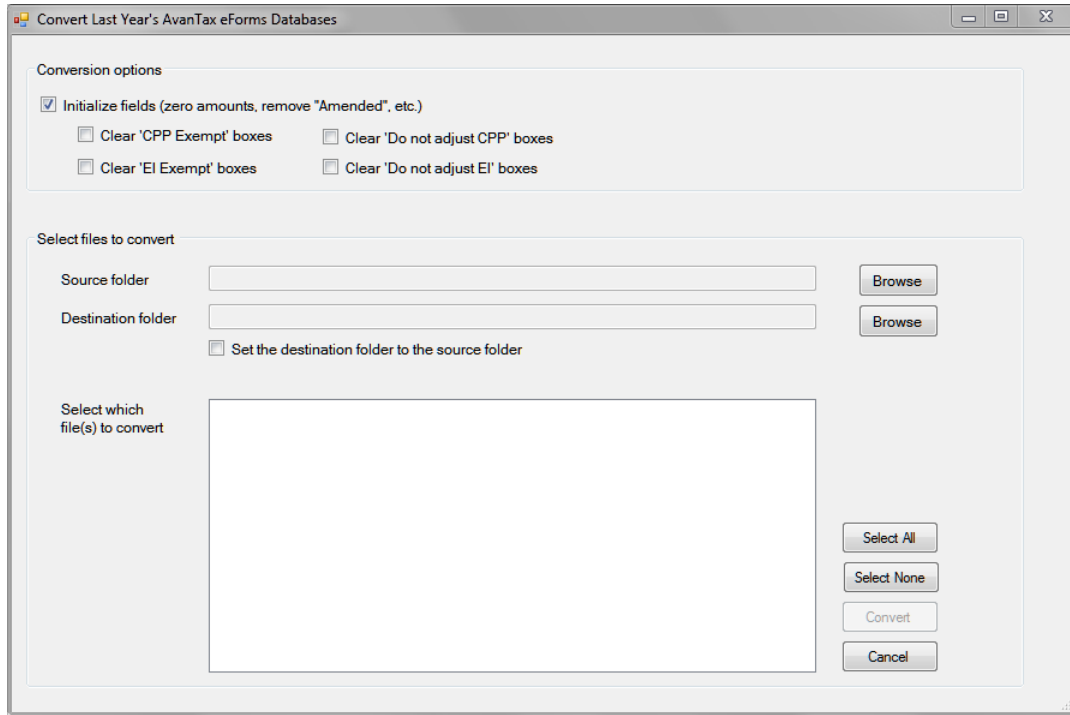 Convert Last Year's AvanTax eForms Databases
Conversion options
Initialize fields (zero amounts, remove "Amended", etc.)
Clear 'CPP Exempt' boxes
Clear 'Do not adjust CPP' boxes
Clear 'EI Exempt' boxes
Clear 'Do not adjust EI' boxes
Select files to convert
Source folder
Browse
Destination folder
Browse
Set the destination folder to the source folder
Select which
file(s) to convert
Select All
Select None
Convert
Cancel